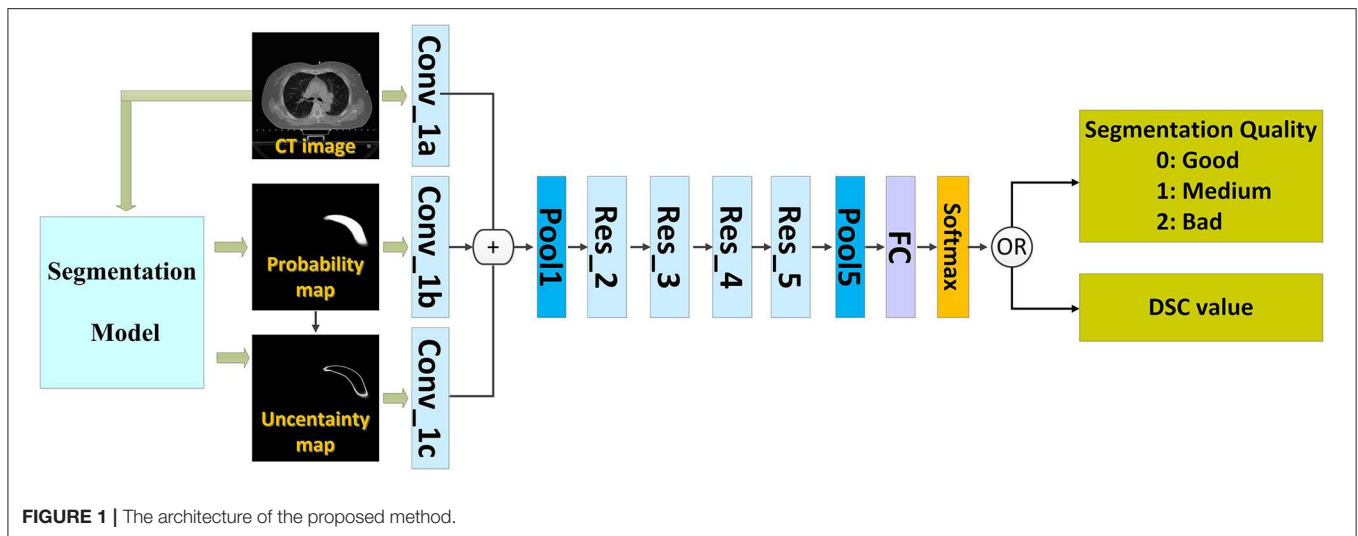 CT image
Conv_1a
Segmentation
Model
Probability
map
Conv_1b
Uncentainty
map
Conv_1c
+
Pool1
Res_2
Res_3
Res_4
Res_5
Pool5
FC
Softmax
OR
Segmentation Quality
0: Good
1: Medium
2: Bad
DSC value
FIGURE 1 | The architecture of the proposed method.